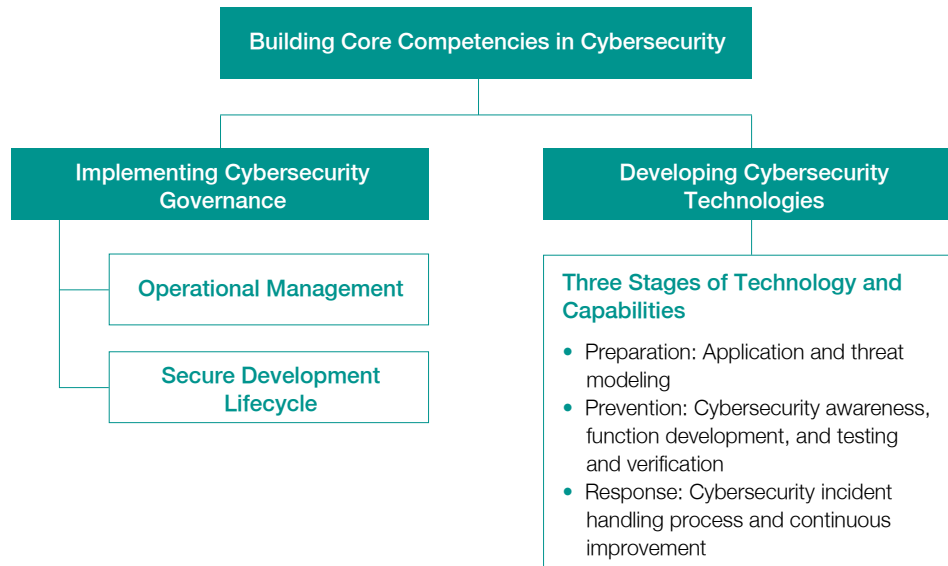 Building Core Competencies in Cybersecurity
Implementing Cybersecurity
Governance
Operational Management
Secure Development
Lifecycle
Developing Cybersecurity
Technologies
Three Stages of Technology and
Capabilities
• Preparation: Application and threat
modeling
• Prevention: Cybersecurity awareness,
function development, and testing
and verification
• Response: Cybersecurity incident
handling process and continuous
improvement